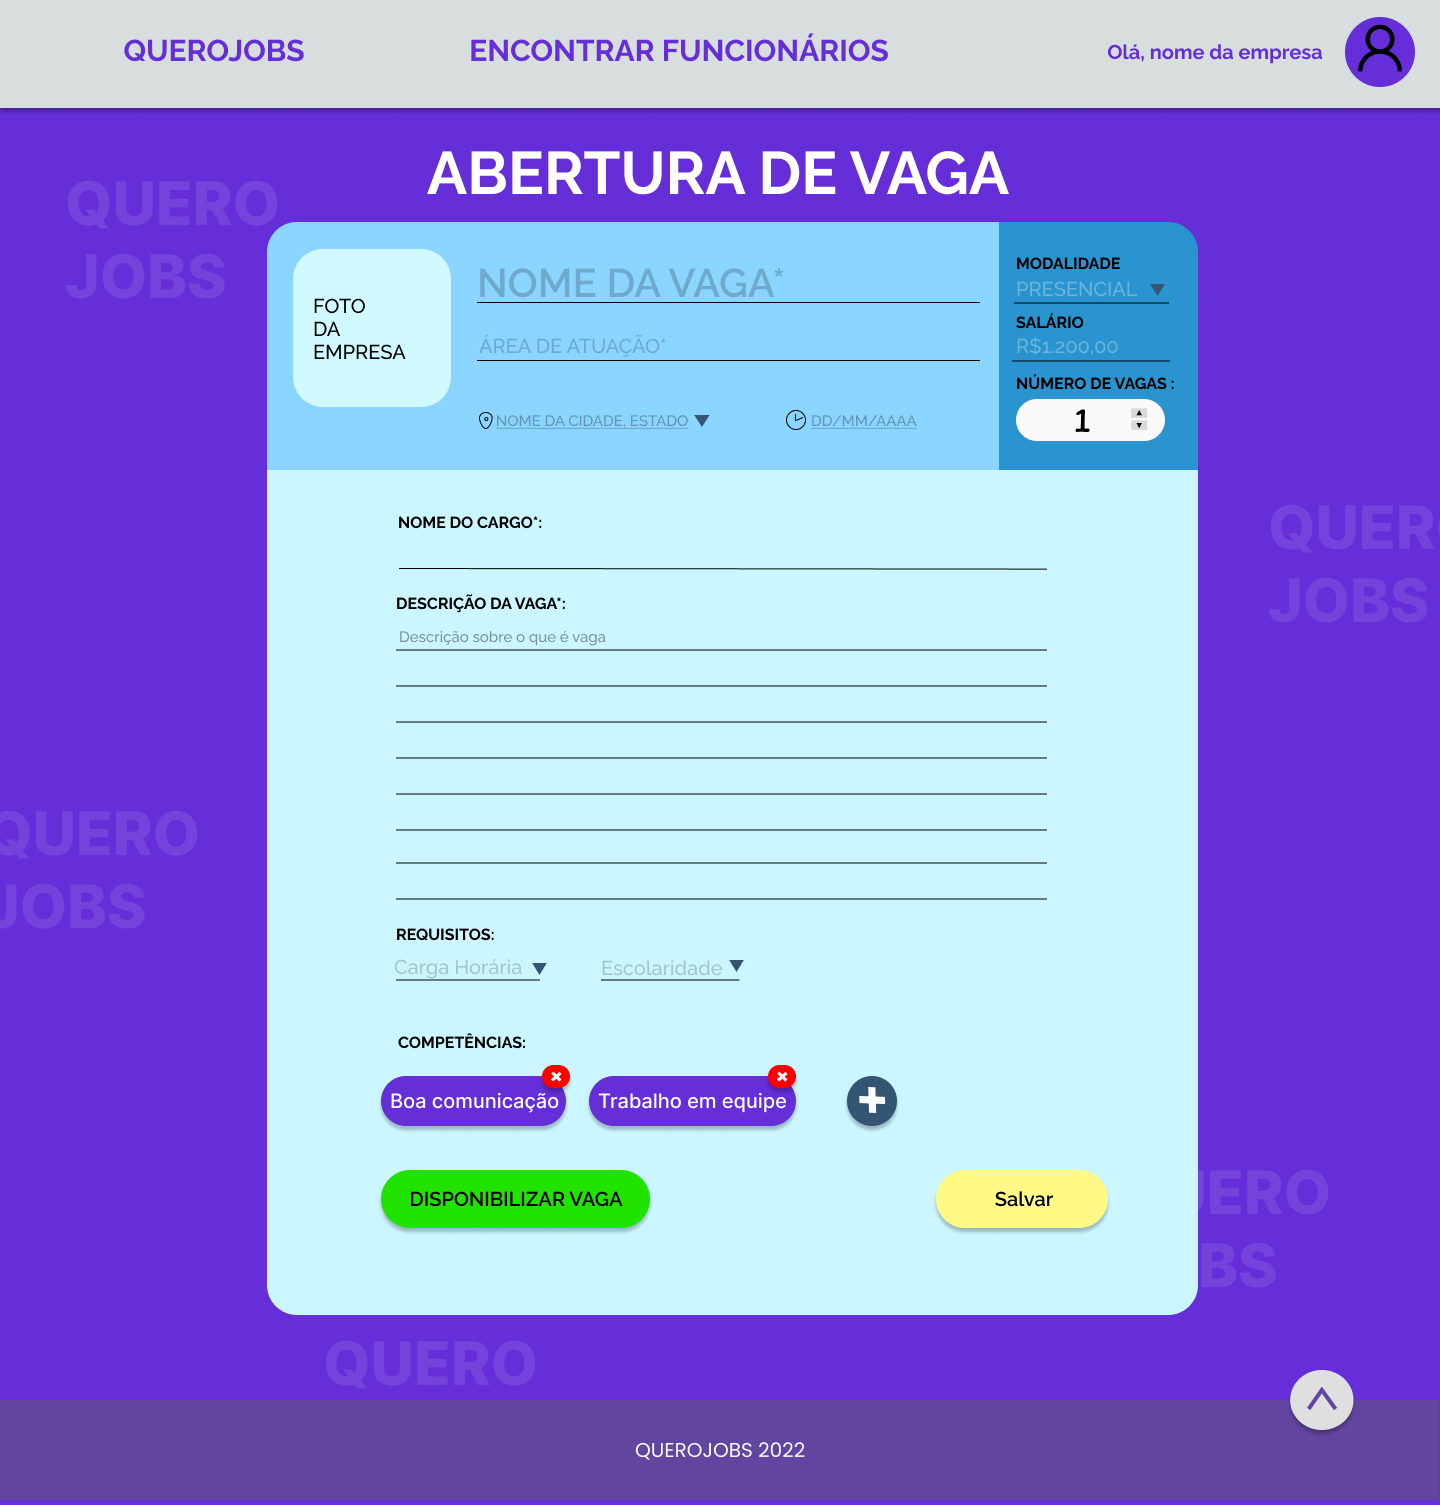 QUEROJOBS
ENCONTRAR FUNCIONÁRIOS
Olá, nome da empresa
ABERTURA DE VAGA
QUERO
JOBS
FOTO
DA
EMPRESA
NOME DA VAGA*
ÁREA DE ATUAÇÃO*
NOME DA CIDADE, ESTADO
DD/MM/AAAA
MODALIDADE
PRESENCIAL
SALÁRIO
R$1.200,00
NÚMERO DE VAGAS :
1
NOME DO CARGO*:
QUERO
JOBS
DESCRIÇÃO DA VAGA*:
Descrição sobre o que é vaga
QUERO
JOBS
REQUISITOS:
Carga Horária
Escolaridade
COMPETÊNCIAS:
Boa comunicação
Trabalho em equipe
DISPONIBILIZAR VAGA
Salvar
UERO
BS
QUERO
QUEROJOBS 2022